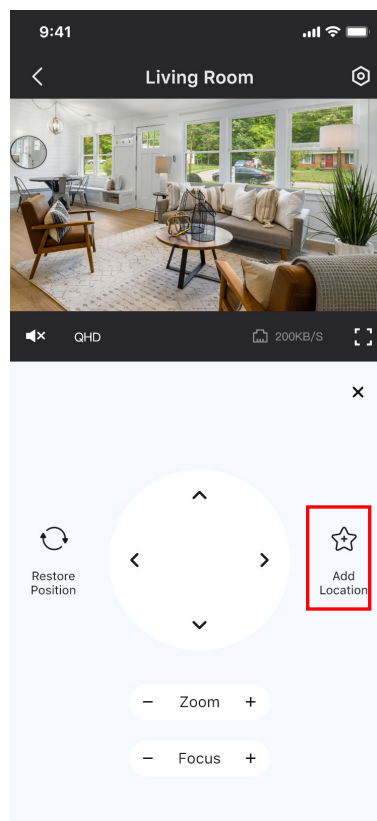 9:41
Living Room
QHD
200KB/S
Restore
Position
Add
Location
Zoom
Focus